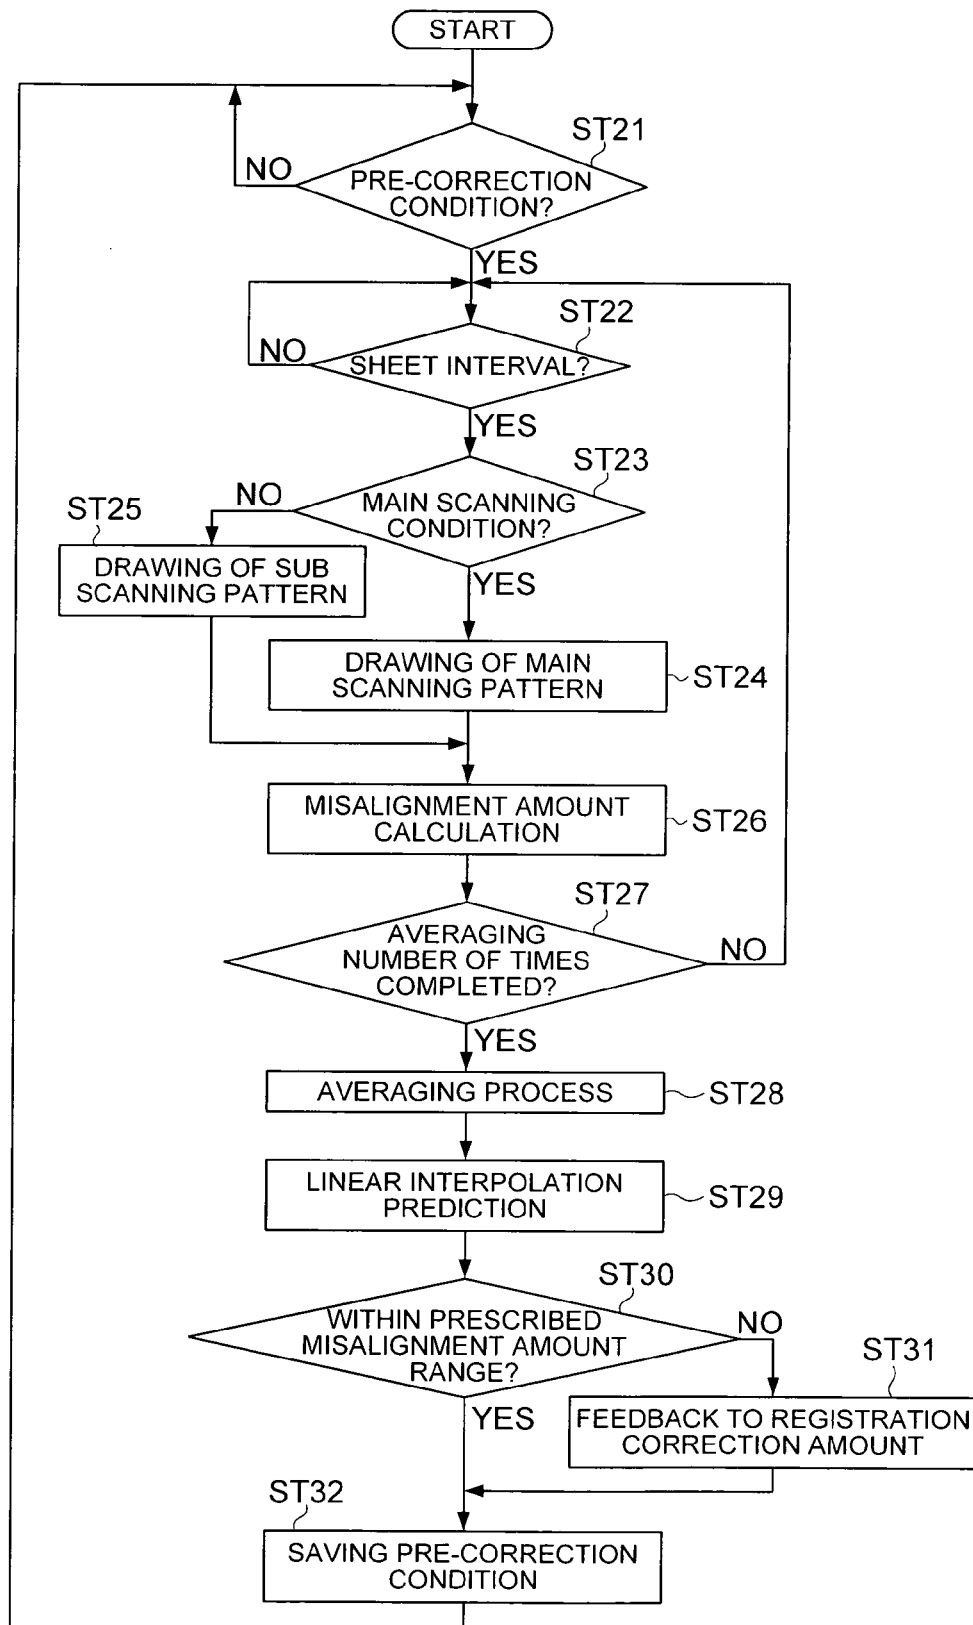 START
ST21
NO
PRE-CORRECTION
CONDITION?
YES
ST22
NO
SHEET INTERVAL?
YES
ST23
NO
MAIN SCANNING
CONDITION?
ST25
DRAWING OF SUB
SCANNING PATTERN
YES
DRAWING OF MAIN
SCANNING PATTERN
ST24
MISALIGNMENT AMOUNT
CALCULATION
ST26
ST27
AVERAGING
NUMBER OF TIMES
COMPLETED?
NO
YES
AVERAGING PROCESS
ST28
LINEAR INTERPOLATION
PREDICTION
ST29
ST30
WITHIN PRESCRIBED
MISALIGNMENT AMOUNT
RANGE?
NO
ST31
YES
FEEDBACK TO REGISTRATION
CORRECTION AMOUNT
ST32
SAVING PRE-CORRECTION
CONDITION